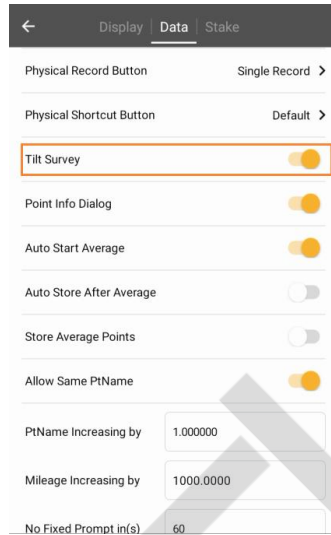 Display | Data | Stake
Physical Record Button Single Record >
Physical Shortcut Button Default >
Tilt Survey
Point Info Dialog
Auto Start Average
Auto Store After Average
Store Average Points
Allow Same PtName
PtName Increasing by 1.000000
Mileage Increasing by 1000.0000
No Fixed Prompt in(s) 60